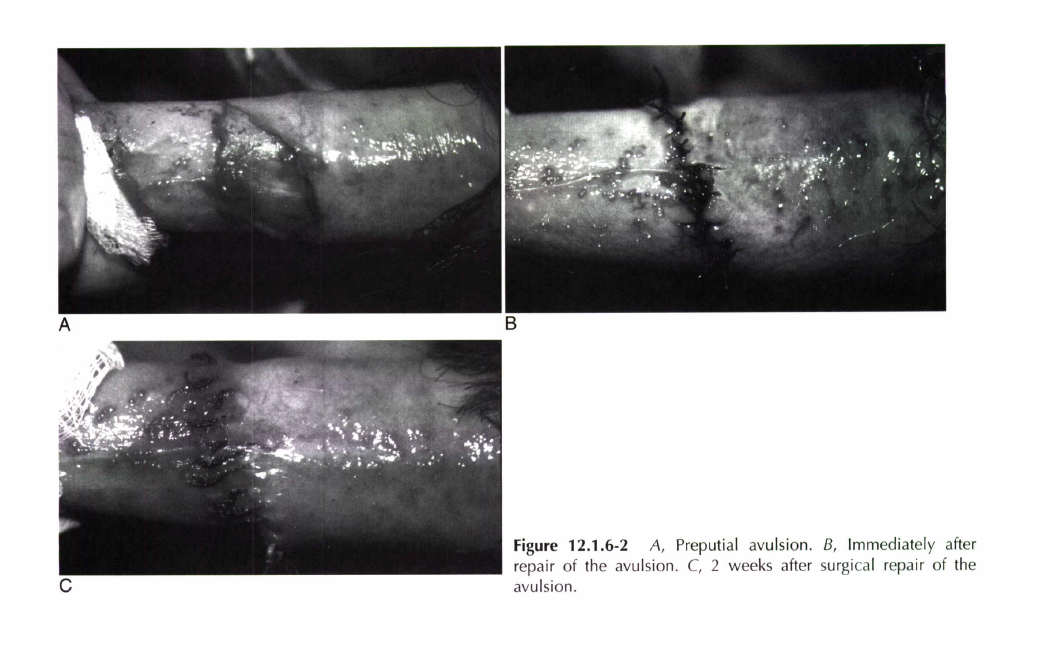 A
B
C
Figure 12.1.6-2 A, Preputial avulsion. B, Immediately after
repair of the avulsion. C, 2 weeks after surgical repair of the
avulsion.